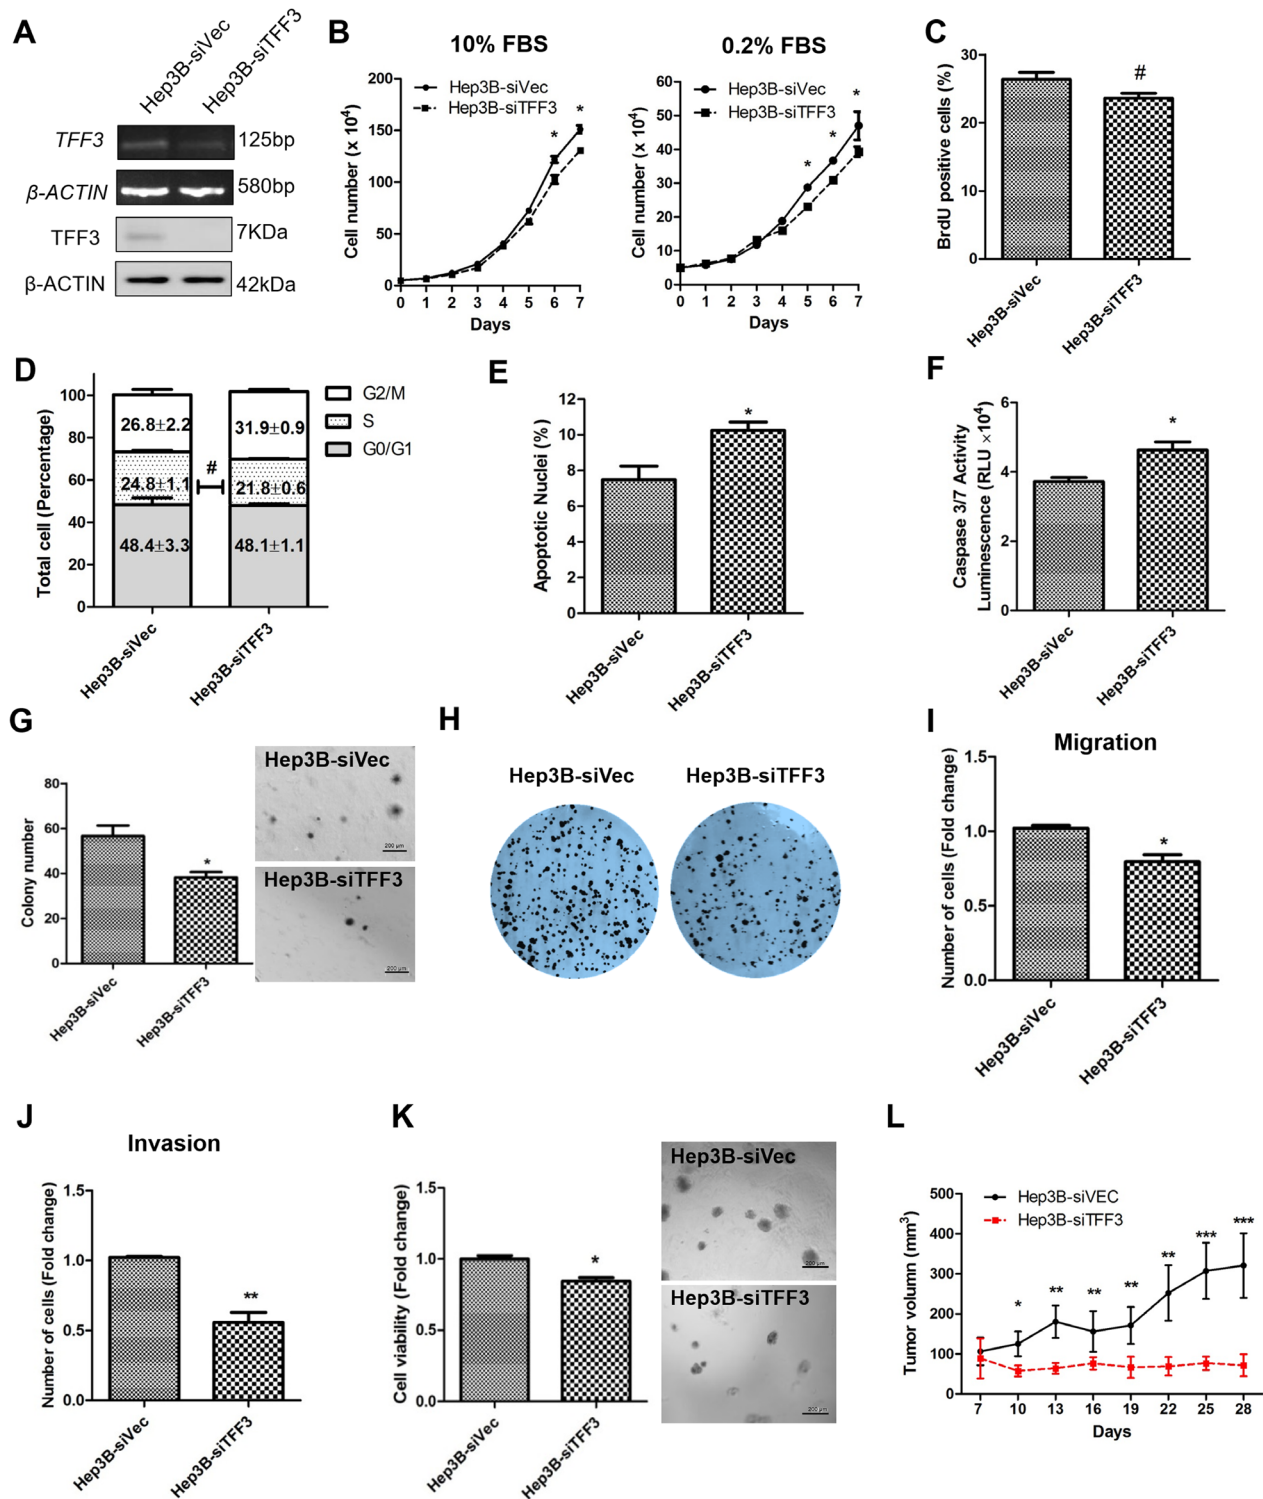 A
Hep3B-siVec
Hep3B-siTFF3
TFF3
125bp
β-ACTIN
580bp
TFF3
7KDa
β-ACTIN
42kDa
B
10% FBS
Cell number (x 10⁴)
200
150
100
50
0
Hep3B-siVec
Hep3B-siTFF3
*
*
0 1 2 3 4 5 6 7
Days
0.2% FBS
Cell number (x 10⁴)
60
50
40
30
20
10
0
Hep3B-siVec
Hep3B-siTFF3
*
*
*
0 1 2 3 4 5 6 7
Days
C
BrdU positive cells (%)
30
20
10
0
#
Hep3B-siVec
Hep3B-siTFF3
D
Total cell (Percentage)
100
80
60
40
20
0
26.8±2.2
31.9±0.9
#
24.8±1.1
21.8±0.6
48.4±3.3
48.1±1.1
G2/M
S
G0/G1
Hep3B-siVec
Hep3B-siTFF3
E
Apoptotic Nuclei (%)
12
10
8
6
4
2
0
*
Hep3B-siVec
Hep3B-siTFF3
F
Caspase 3/7 Activity
Luminescence (RLU ×10⁴)
6
4
2
0
*
Hep3B-siVec
Hep3B-siTFF3
G
Colony number
80
60
40
20
0
*
Hep3B-siVec
Hep3B-siTFF3
Hep3B-siVec
200 μm
Hep3B-siTFF3
200 μm
H
Hep3B-siVec
Hep3B-siTFF3
I
Migration
Number of cells (Fold change)
1.5
1.0
0.5
0.0
*
Hep3B-siVec
Hep3B-siTFF3
J
Invasion
Number of cells (Fold change)
1.5
1.0
0.5
0.0
**
Hep3B-siVec
Hep3B-siTFF3
K
Cell viability (Fold change)
1.5
1.0
0.5
0.0
*
Hep3B-siVec
Hep3B-siTFF3
Hep3B-siVec
200 μm
Hep3B-siTFF3
200 μm
L
Tumor volumn (mm³)
500
400
300
200
100
0
Hep3B-siVEC
Hep3B-siTFF3
* ** ** ** ** *** ***
7 10 13 16 19 22 25 28
Days